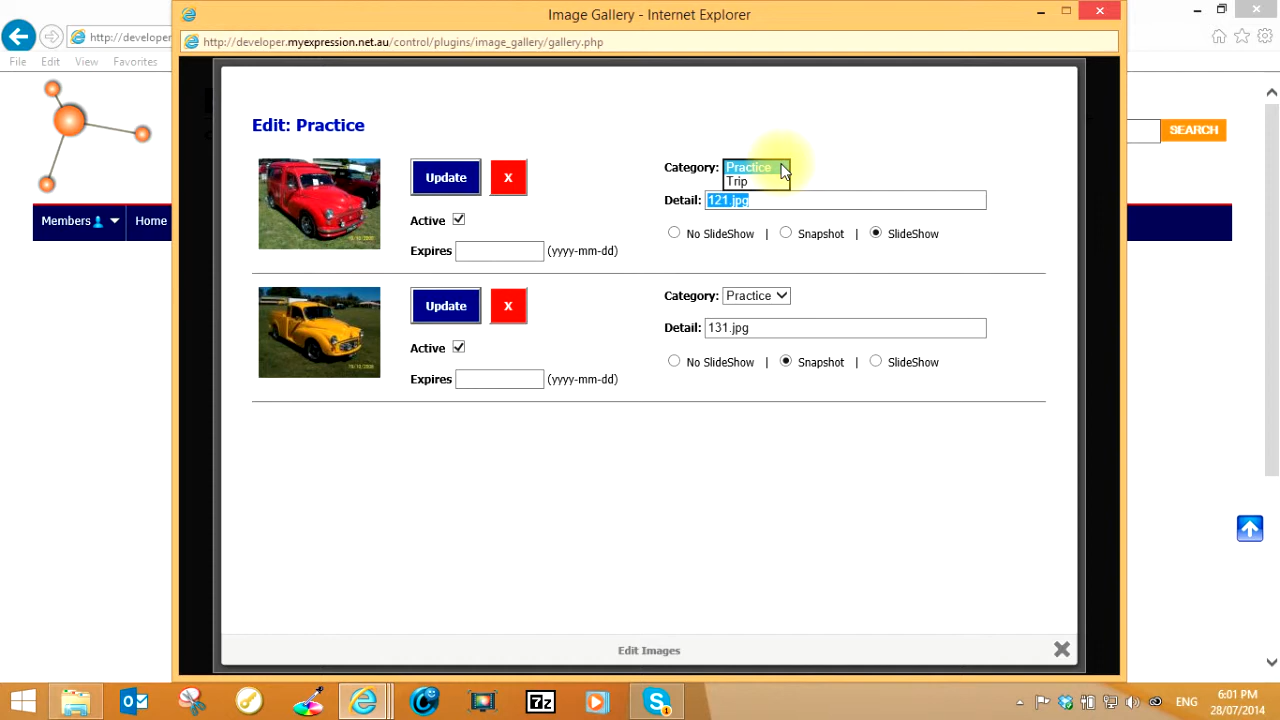 Image Gallery - Internet Explorer
http://developer.myexpression.net.au/control/plugins/image_gallery/gallery.php
http://develope
File Edit View Favorites
SEARCH
Members Home
Edit: Practice
Update X
Category: Practice
Trip
Detail: 121.jpg
Active
No SlideShow | Snapshot | SlideShow
Expires (yyyy-mm-dd)
Update X
Category: Practice
Detail: 131.jpg
Active
No SlideShow | Snapshot | SlideShow
Expires (yyyy-mm-dd)
Edit Images
7z
ENG
6:01 PM
28/07/2014